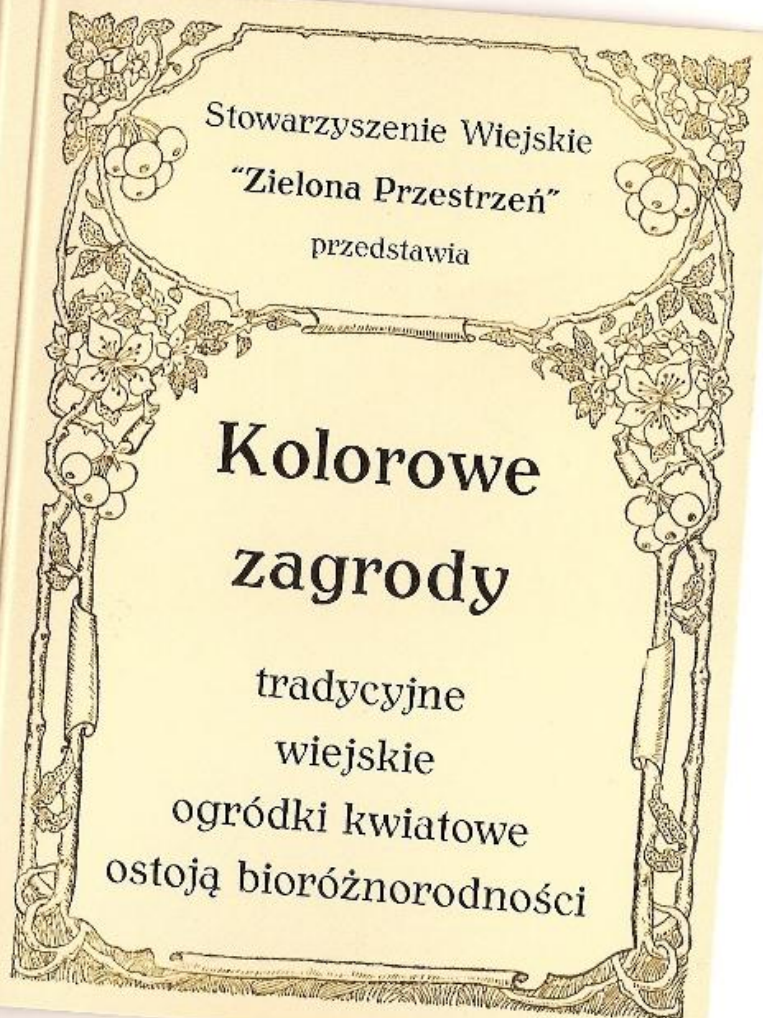 Stowarzyszenie Wiejskie
"Zielona Przestrzeń"
przedstawia
Kolorowe
zagrody
tradycyjne
wiejskie
ogródki kwiatowe
ostoją bioróżnorodności